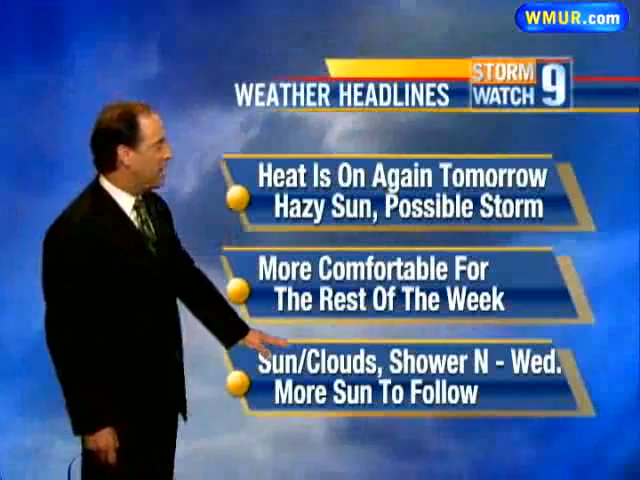 WMUR.com
STORM
WATCH 9
WEATHER HEADLINES
Heat Is On Again Tomorrow
Hazy Sun, Possible Storm
More Comfortable For
The Rest Of The Week
Sun/Clouds, Shower N - Wed.
More Sun To Follow